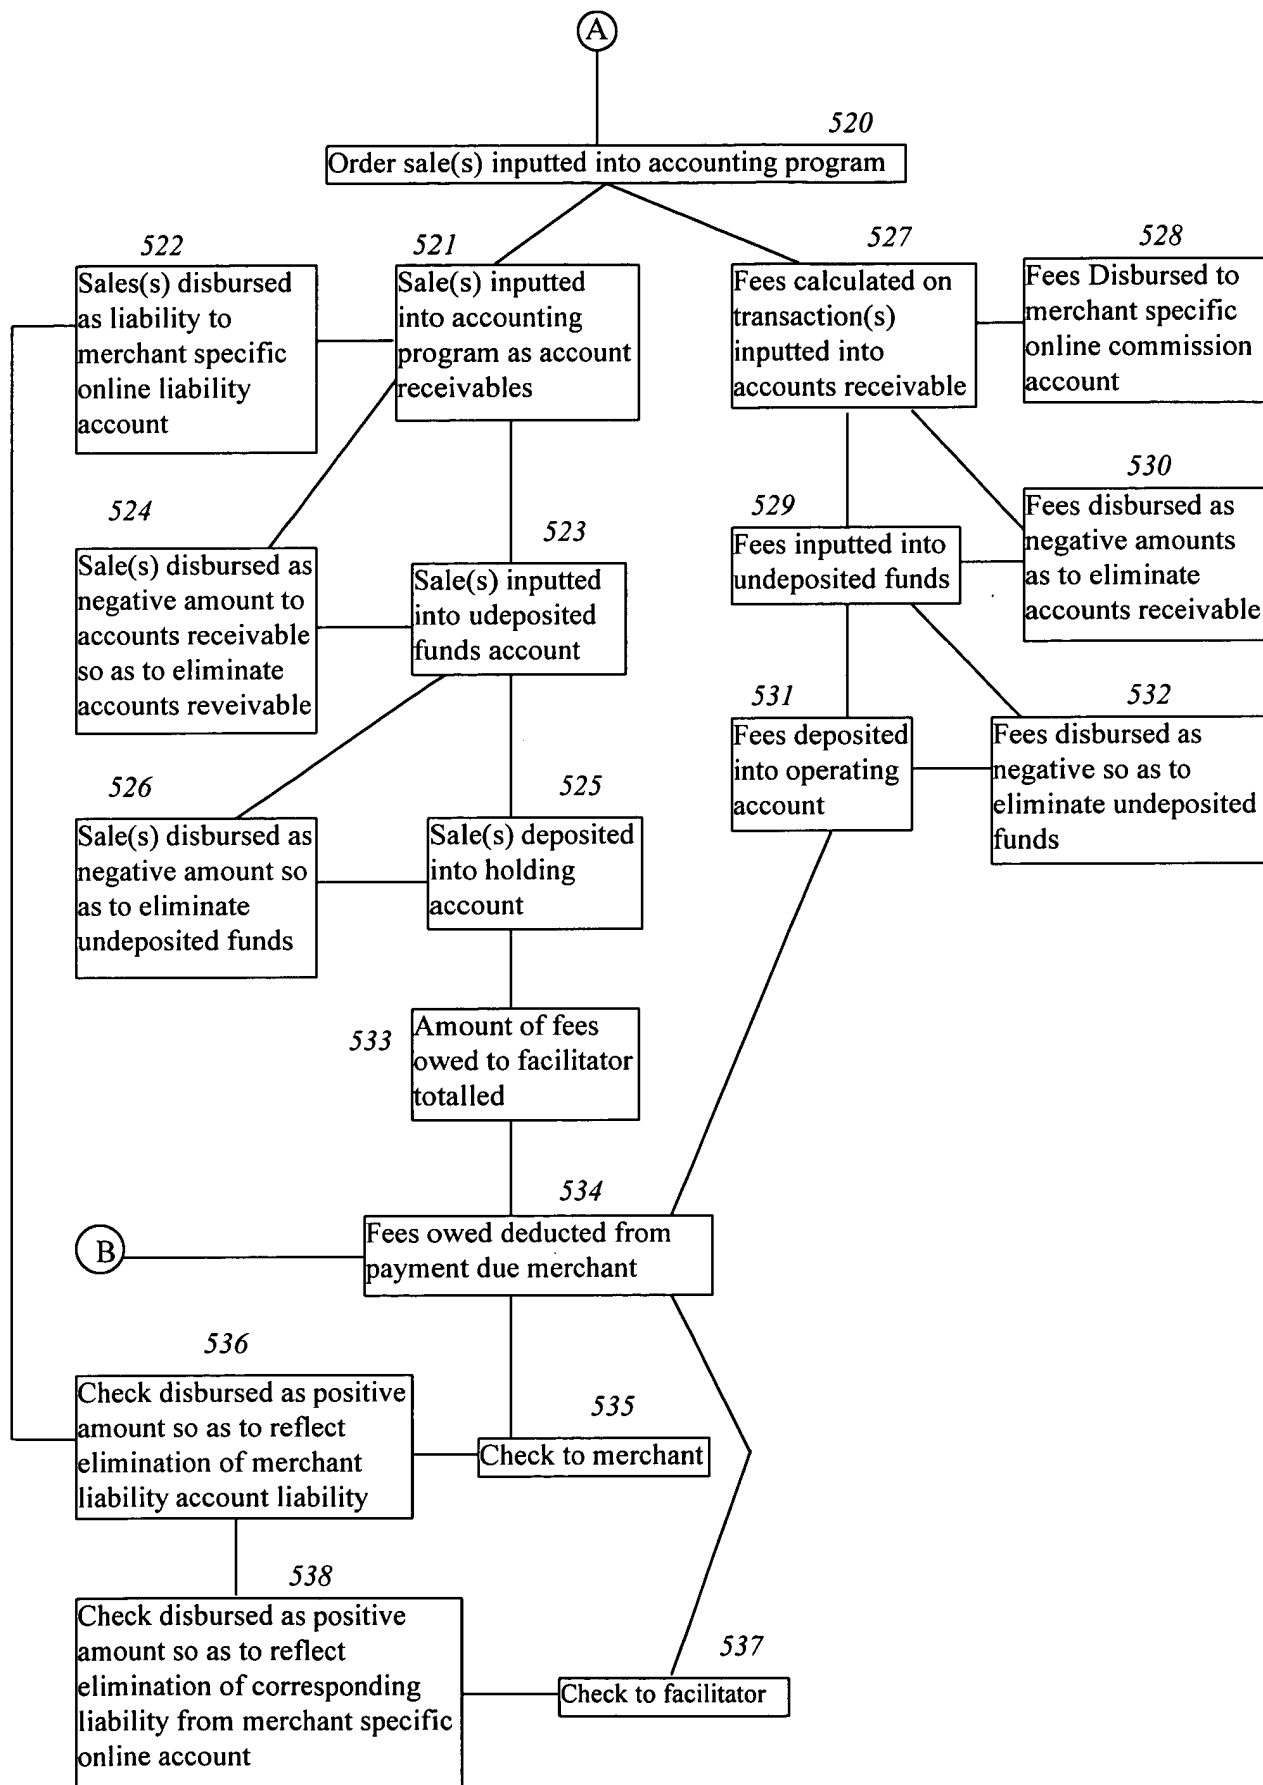 A
520
Order sale(s) inputted into accounting program
522
Sales(s) disbursed
as liability to
merchant specific
online liability
account
521
Sale(s) inputted
into accounting
program as account
receivables
527
Fees calculated on
transaction(s)
inputted into
accounts receivable
528
Fees Disbursed to
merchant specific
online commission
account
524
Sale(s) disbursed as
negative amount to
accounts receivable
so as to eliminate
accounts reveivable
523
Sale(s) inputted
into udeposited
funds account
529
Fees inputted into
undeposited funds
530
Fees disbursed as
negative amounts
as to eliminate
accounts receivable
526
Sale(s) disbursed as
negative amount so
as to eliminate
undeposited funds
525
Sale(s) deposited
into holding
account
531
Fees deposited
into operating
account
532
Fees disbursed as
negative so as to
eliminate undeposited
funds
533
Amount of fees
owed to facilitator
totalled
534
Fees owed deducted from
payment due merchant
B
536
Check disbursed as positive
amount so as to reflect
elimination of merchant
liability account liability
535
Check to merchant
538
Check disbursed as positive
amount so as to reflect
elimination of corresponding
liability from merchant specific
online account
537
Check to facilitator